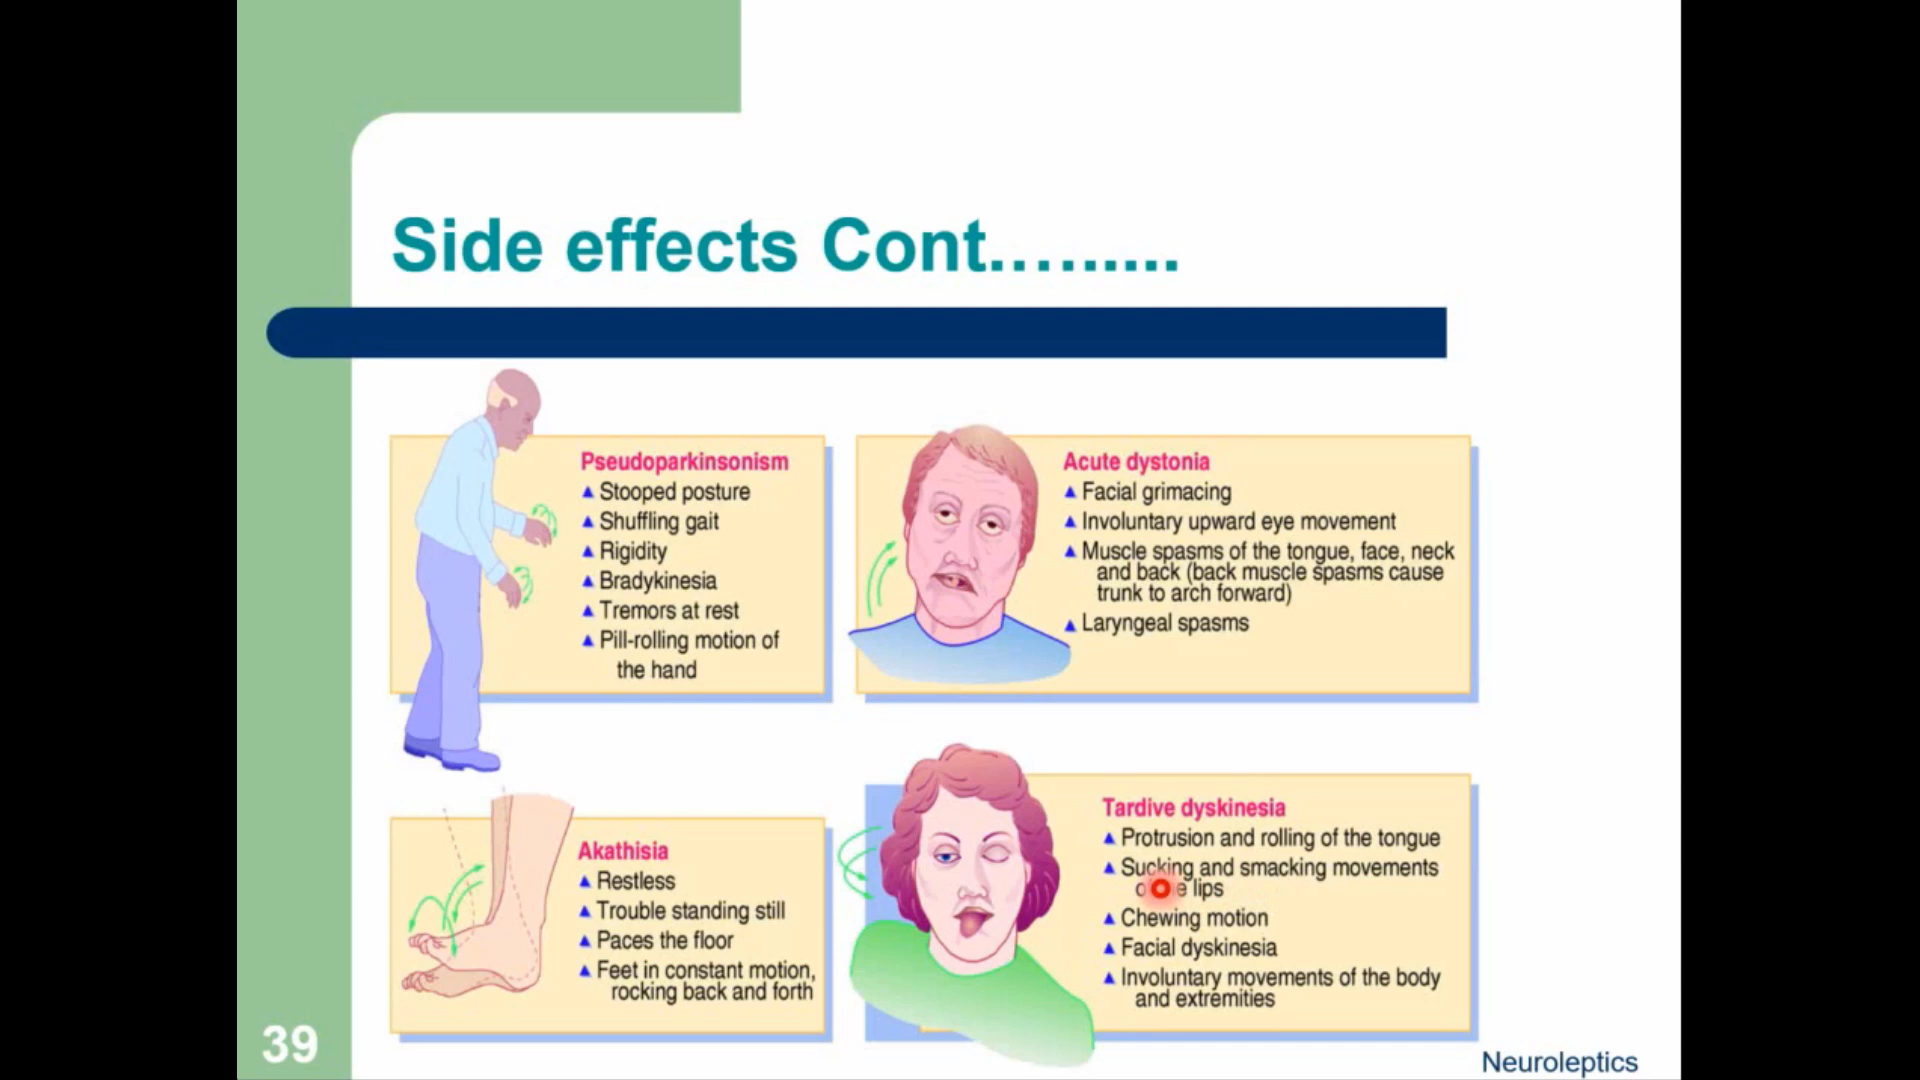 Side effects Cont..........
Pseudoparkinsonism
Stooped posture
Shuffling gait
Rigidity
Bradykinesia
Tremors at rest
Pill-rolling motion of
the hand
Acute dystonia
Facial grimacing
Involuntary upward eye movement
Muscle spasms of the tongue, face, neck
and back (back muscle spasms cause
trunk to arch forward)
Laryngeal spasms
Akathisia
Restless
Trouble standing still
Paces the floor
Feet in constant motion,
rocking back and forth
Tardive dyskinesia
Protrusion and rolling of the tongue
Sucking and smacking movements
lips
Chewing motion
Facial dyskinesia
Involuntary movements of the body
and extremities
39
Neuroleptics